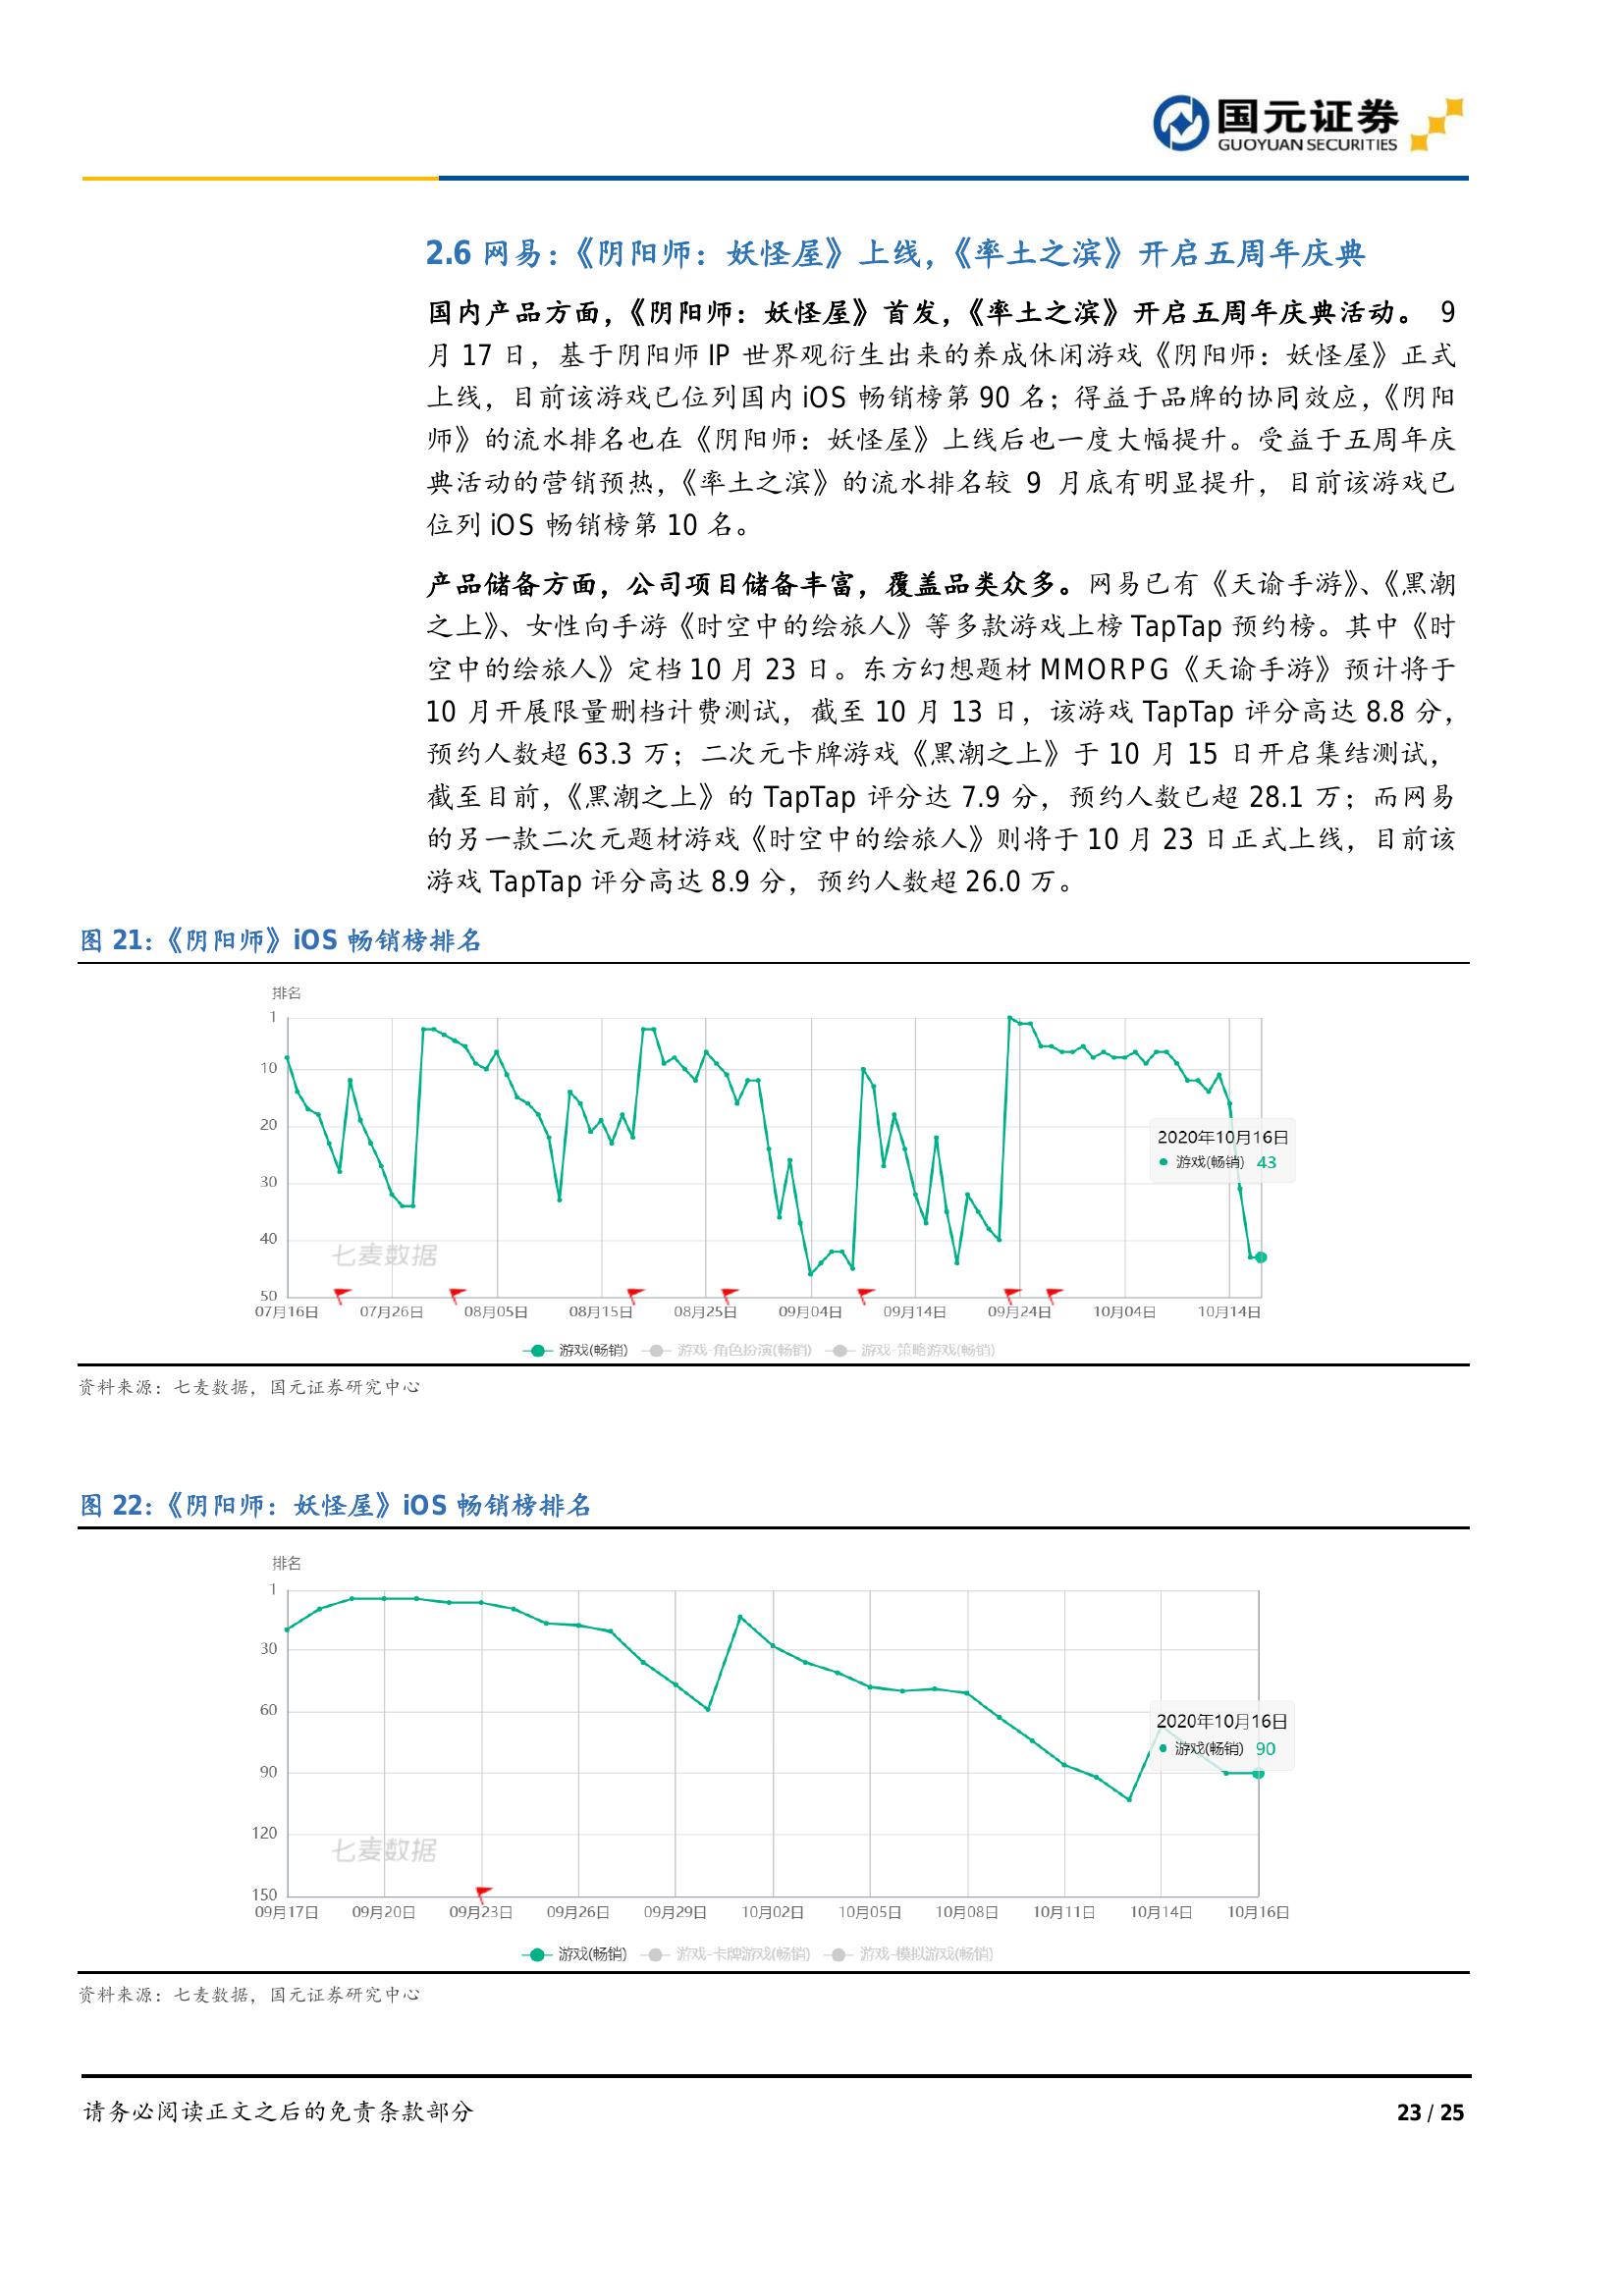 国元证券
GUOYUAN SECURITIES
2.6 网易：《阴阳师：妖怪屋》上线，《率土之滨》开启五周年庆典
国内产品方面，《阴阳师：妖怪屋》首发，《率土之滨》开启五周年庆典活动。 9
月 17 日，基于阴阳师 IP 世界观衍生出来的养成休闲游戏《阴阳师：妖怪屋》正式
上线，目前该游戏已位列国内 iOS 畅销榜第 90 名；得益于品牌的协同效应，《阴阳
师》的流水排名也在《阴阳师：妖怪屋》上线后也一度大幅提升。受益于五周年庆
典活动的营销预热，《率土之滨》的流水排名较 9 月底有明显提升，目前该游戏已
位列 iOS 畅销榜第 10 名。
产品储备方面，公司项目储备丰富，覆盖品类众多。网易已有《天谕手游》、《黑潮
之上》、女性向手游《时空中的绘旅人》等多款游戏上榜 TapTap 预约榜。其中《时
空中的绘旅人》定档 10 月 23 日。东方幻想题材 MMORPG《天谕手游》预计将于
10 月开展限量删档计费测试，截至 10 月 13 日，该游戏 TapTap 评分高达 8.8 分，
预约人数超 63.3 万；二次元卡牌游戏《黑潮之上》于 10 月 15 日开启集结测试，
截至目前，《黑潮之上》的 TapTap 评分达 7.9 分，预约人数已超 28.1 万；而网易
的另一款二次元题材游戏《时空中的绘旅人》则将于 10 月 23 日正式上线，目前该
游戏 TapTap 评分高达 8.9 分，预约人数超 26.0 万。
图 21：《阴阳师》iOS 畅销榜排名
排名
1
10
20
30
40
50
2020年10月16日
游戏(畅销) 43
七麦数据
07月16日 07月26日 08月05日 08月15日 08月25日 09月04日 09月14日 09月24日 10月04日 10月14日
游戏(畅销) 游戏-角色扮演(畅销) 游戏-策略游戏(畅销)
资料来源：七麦数据，国元证券研究中心
图 22：《阴阳师：妖怪屋》iOS 畅销榜排名
排名
1
30
60
90
120
150
2020年10月16日
游戏(畅销) 90
七麦数据
09月17日 09月20日 09月23日 09月26日 09月29日 10月02日 10月05日 10月08日 10月11日 10月14日 10月16日
游戏(畅销) 游戏-卡牌游戏(畅销) 游戏-模拟游戏(畅销)
资料来源：七麦数据，国元证券研究中心
请务必阅读正文之后的免责条款部分
23 / 25